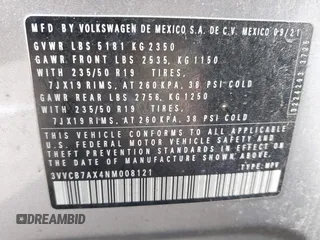 MFD BY VOLKSWAGEN DE MEXICO S.A. DE C.V. MEXICO 09/21
GVWR LBS 5181 KG 2350
GAWR FRONT LBS 2535, KG 1150
WITH 235/50 R19 TIRES,
7JX19 RIMS, AT 260 KPA, 38 PSI COLD
GAWR REAR LBS 2756, KG 1250
WITH 235/50 R19 TIRES,
7JX19 RIMS, AT 260 KPA, 38 PSI COLD
THIS VEHICLE CONFORMS TO ALL APPLICABLE
U.S. FEDERAL MOTOR VEHICLE SAFETY
STANDARDS IN EFFECT ON THE DATE OF
MANUFACTURE SHOWN ABOVE.
3VVCB7AX4NM008121
TYPE: MPV
DREAMBID